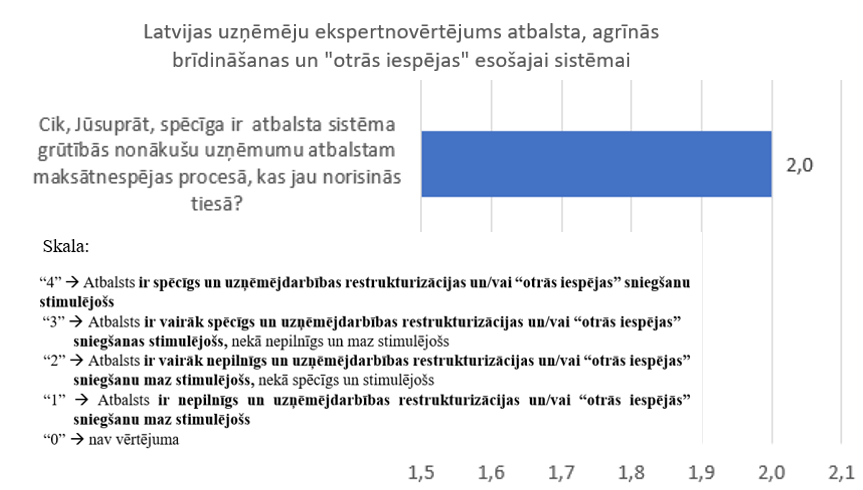 Latvijas uzņēmēju ekspertnovērtējums atbalsta, agrīnās
brīdināšanas un "otrās iespējas" esošajai sistēmai
Cik, Jūsuprāt, spēcīga ir atbalsta sistēma
grūtībās nonākušu uzņēmumu atbalstam
maksātnespējas procesā, kas jau norisinās
tiesā?
2,0
Skala:
“4” → Atbalsts ir spēcīgs un uzņēmējdarbības restrukturizācijas un/vai “otrās iespējas” sniegšanu
stimulējošs
“3” → Atbalsts ir vairāk spēcīgs un uzņēmējdarbības restrukturizācijas un/vai “otrās iespējas”
sniegšanas stimulējošs, nekā nepilnīgs un maz stimulējošs
“2” → Atbalsts ir vairāk nepilnīgs un uzņēmējdarbības restrukturizācijas un/vai “otrās iespējas”
sniegšanu maz stimulējošs, nekā spēcīgs un stimulējošs
“1” → Atbalsts ir nepilnīgs un uzņēmējdarbības restrukturizācijas un/vai “otrās iespējās”
sniegšanu maz stimulējošs
“0” → nav vērtējuma
1,5 1,6 1,7 1,8 1,9 2,0 2,1